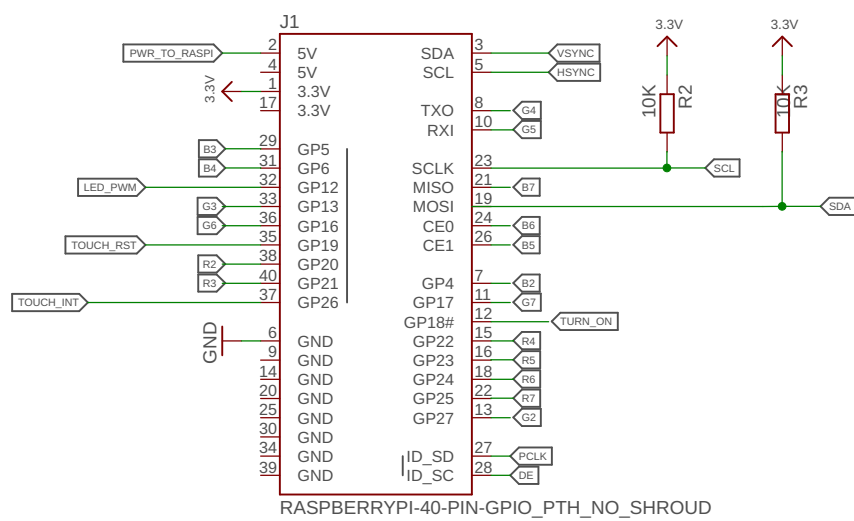 J1
3.3V
3.3V
PWR_TO_RASPI 2 5V SDA 3 VSYNC
4 5V SCL 5 HSYNC
3.3V 1 3.3V
17 3.3V TXO 8 G4
RXI 10 G5
10K R2 10K R3
B3 29 GP5
B4 31 GP6 SCLK 23 SCL
LED_PWM 32 GP12 MISO 21 B7
G3 33 GP13 MOSI 19 SDA
G6 36 GP16 CE0 24 B6
TOUCH_RST 35 GP19 CE1 26 B5
R2 38 GP20
R3 40 GP21 GP4 7 B2
TOUCH_INT 37 GP26 GP17 11 G7
GP18# 12 TURN_ON
GND 6 GND GP22 15 R4
9 GND GP23 16 R5
14 GND GP24 18 R6
20 GND GP25 22 R7
25 GND GP27 13 G2
30 GND
34 GND ID_SD 27 PCLK
39 GND ID_SC 28 DE
RASPBERRYPI-40-PIN-GPIO_PTH_NO_SHROUD